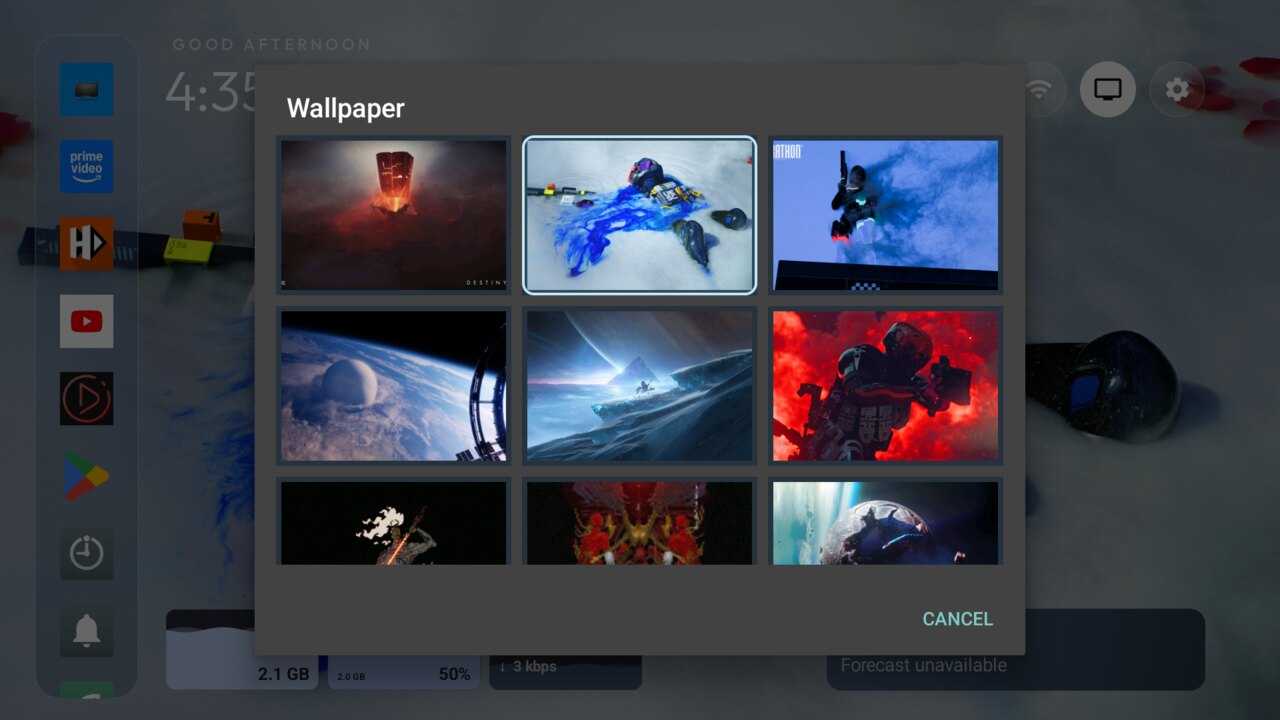 GOOD AFTERNOON
4:35
Wallpaper
prime
video
DESTINY
RATHON
H
CANCEL
2.1 GB
2.0 GB
50%
↓ 3 kbps
Forecast unavailable